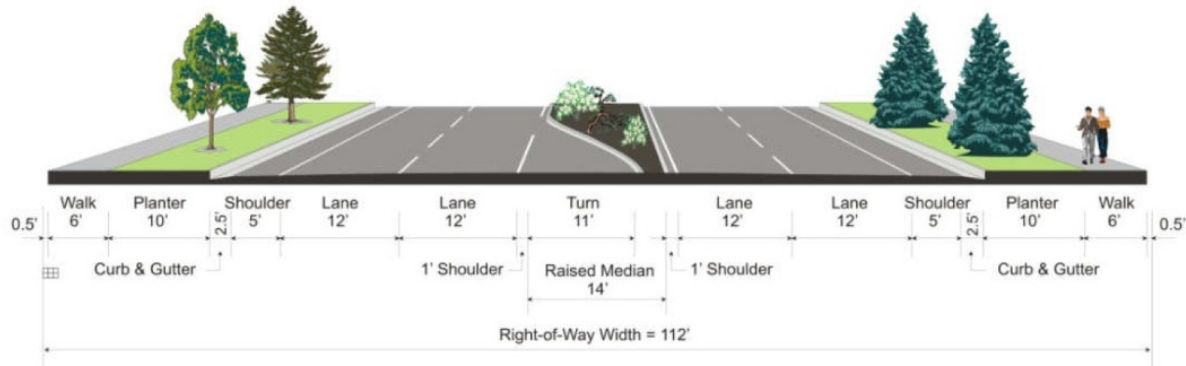 Walk Planter Shoulder Lane Lane Turn Lane Lane Shoulder Planter Walk
0.5' 6' 10' 2.5' 5' 12' 12' 11' 12' 12' 5' 2.5' 10' 6' 0.5'
Curb & Gutter 1' Shoulder Raised Median 1' Shoulder Curb & Gutter
14'
Right-of-Way Width = 112'